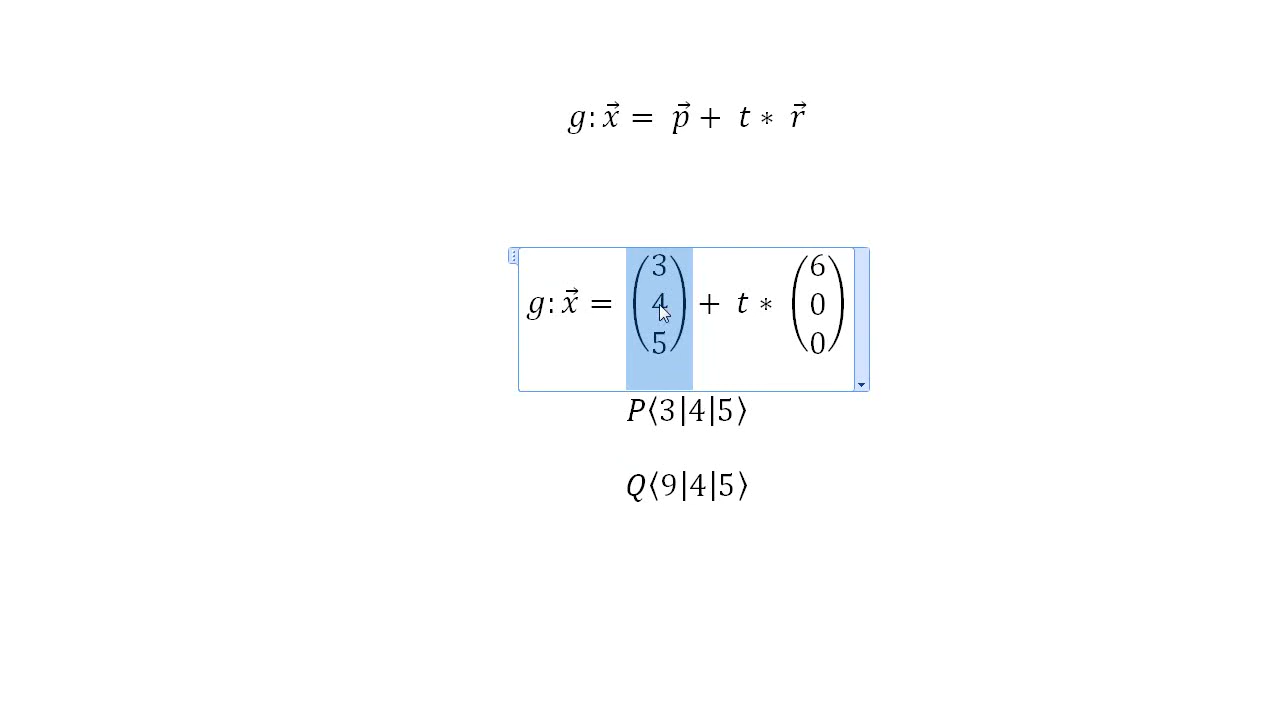 g: x⃗ = p⃗ + t ∗ r⃗
g: x⃗ = (3 4 5) + t ∗ (6 0 0)
P⟨3|4|5⟩
Q⟨9|4|5⟩